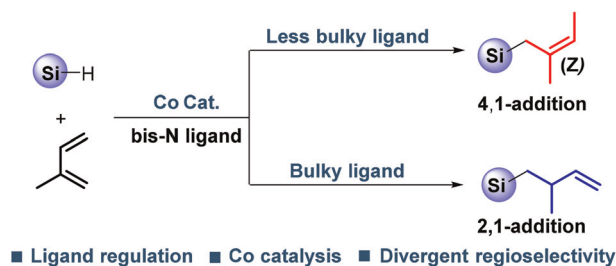 Less bulky ligand
Si
(Z)
4,1-addition
Si-H
+
Co Cat.
bis-N ligand
Bulky ligand
Si
2,1-addition
■ Ligand regulation ■ Co catalysis ■ Divergent regioselectivity